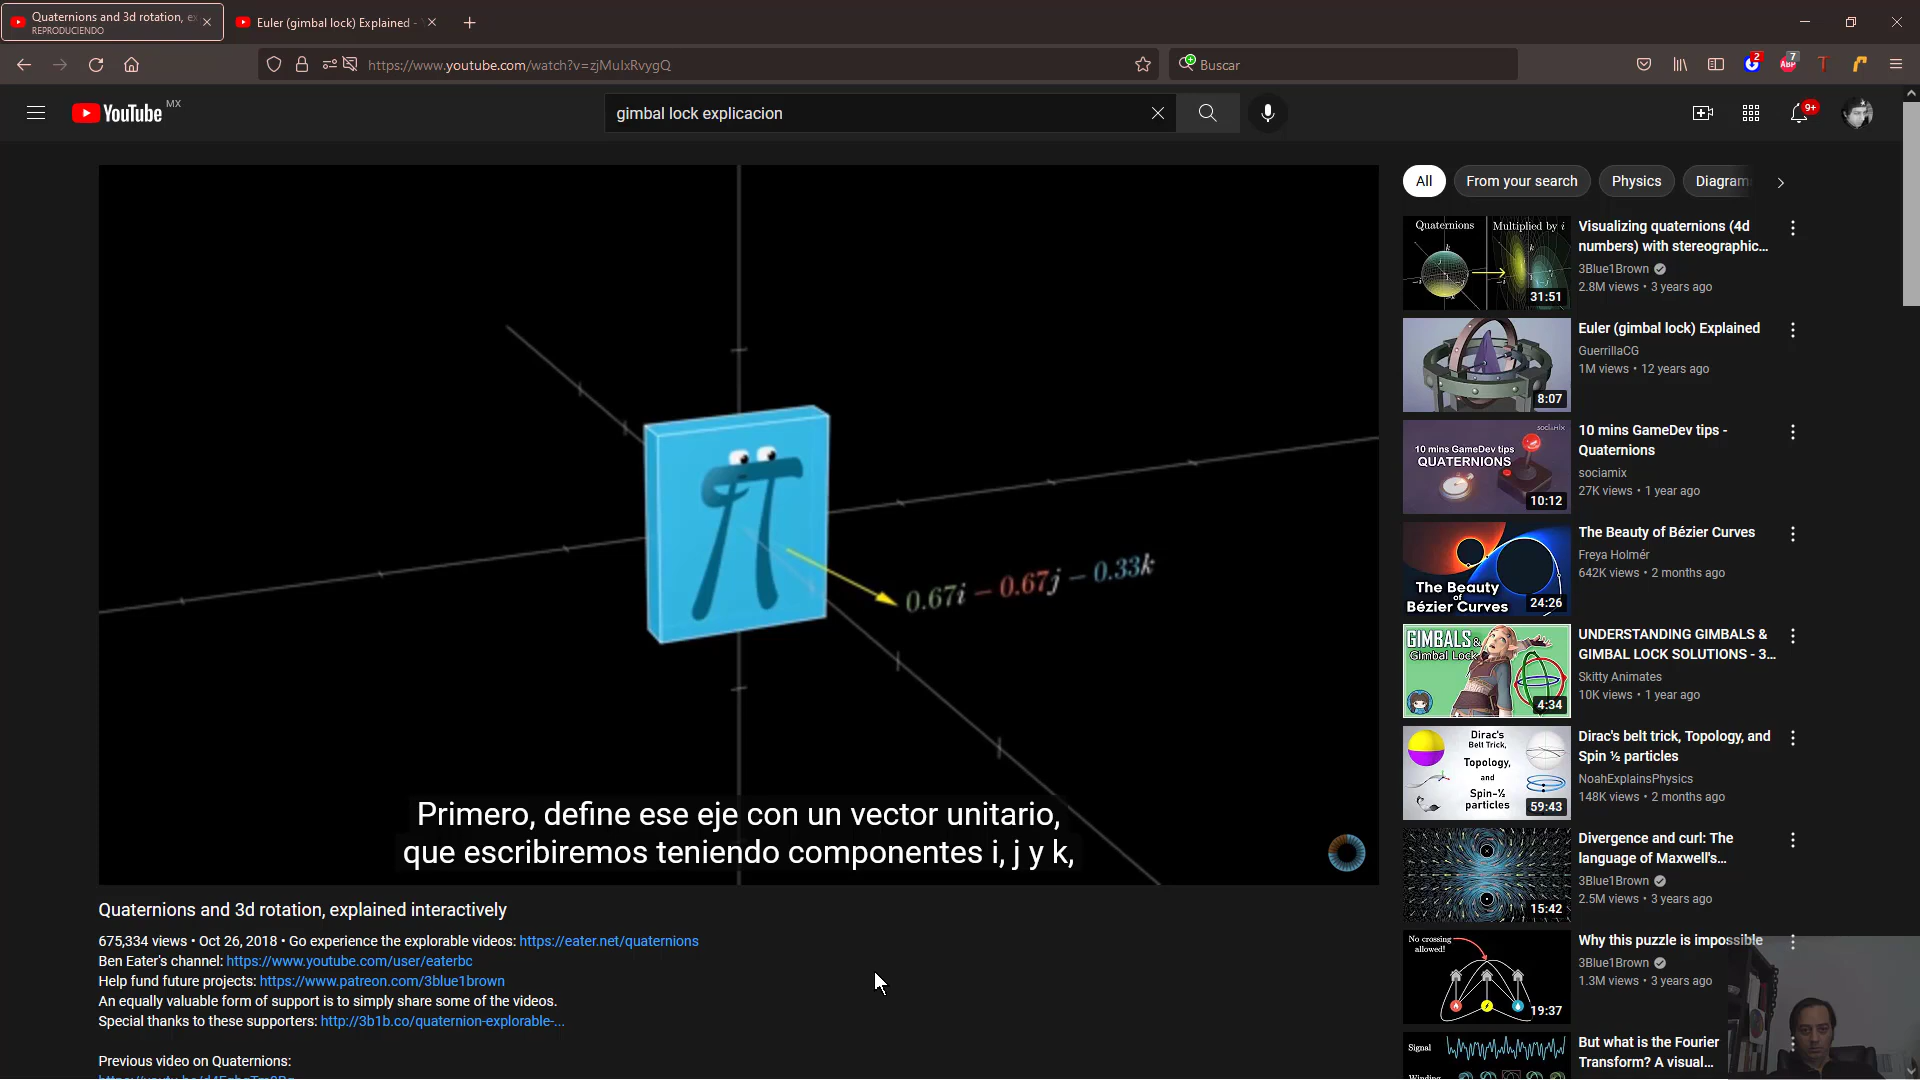 Quaternions and 3d rotation, e
REPRODUCIENDO
Euler (gimbal lock) Explained -
https://www.youtube.com/watch?v=zjMuIxRvygQ
Buscar
2
7
ABP
YouTube
MX
gimbal lock explicacion
9+
All
From your search
Physics
Diagram
0.67i − 0.67j − 0.33k
Primero, define ese eje con un vector unitario,
que escribiremos teniendo componentes i, j y k,
Quaternions and 3d rotation, explained interactively
675,334 views • Oct 26, 2018 • Go experience the explorable videos: https://eater.net/quaternions
Ben Eater's channel: https://www.youtube.com/user/eaterbc
Help fund future projects: https://www.patreon.com/3blue1brown
An equally valuable form of support is to simply share some of the videos.
Special thanks to these supporters: http://3b1b.co/quaternion-explorable-...
Previous video on Quaternions:
Quaternions
Multiplied by i
31:51
Visualizing quaternions (4d
numbers) with stereographic...
3Blue1Brown
2.8M views • 3 years ago
8:07
Euler (gimbal lock) Explained
GuerrillaCG
1M views • 12 years ago
sociamix
10 mins GameDev tips
QUATERNIONS
10:12
10 mins GameDev tips -
Quaternions
sociamix
27K views • 1 year ago
The Beauty
of
Bézier Curves
24:26
The Beauty of Bézier Curves
Freya Holmér
642K views • 2 months ago
GIMBALS &
Gimbal Lock
4:34
UNDERSTANDING GIMBALS &
GIMBAL LOCK SOLUTIONS - 3...
Skitty Animates
10K views • 1 year ago
Dirac's
Belt Trick,
Topology,
and
Spin-½
particles
59:43
Dirac's belt trick, Topology, and
Spin ½ particles
NoahExplainsPhysics
148K views • 2 months ago
15:42
Divergence and curl: The
language of Maxwell's...
3Blue1Brown
2.5M views • 3 years ago
No crossing
allowed!
19:37
Why this puzzle is impossible
3Blue1Brown
1.3M views • 3 years ago
Signal
Winding
But what is the Fourier
Transform? A visual...